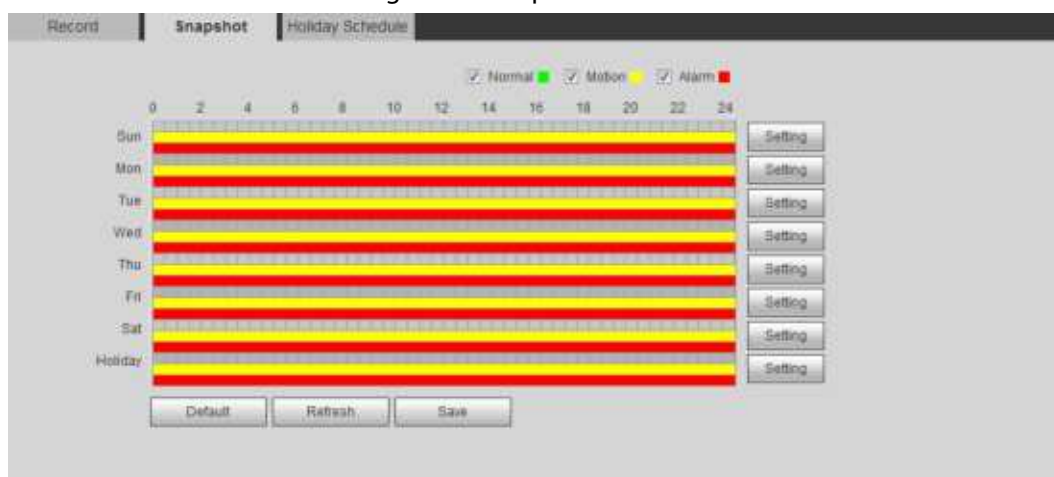 Record Snapshot Holiday Schedule
Normal Motion Alarm
0 2 4 6 8 10 12 14 16 18 20 22 24
Sun Setting
Mon Setting
Tue Setting
Wed Setting
Thu Setting
Fri Setting
Sat Setting
Holiday Setting
Default Refresh Save